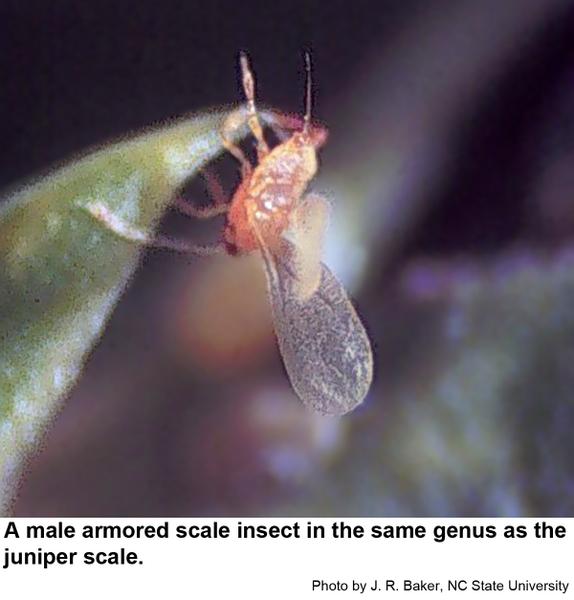 A male armored scale insect in the same genus as the
juniper scale.
Photo by J. R. Baker, NC State University